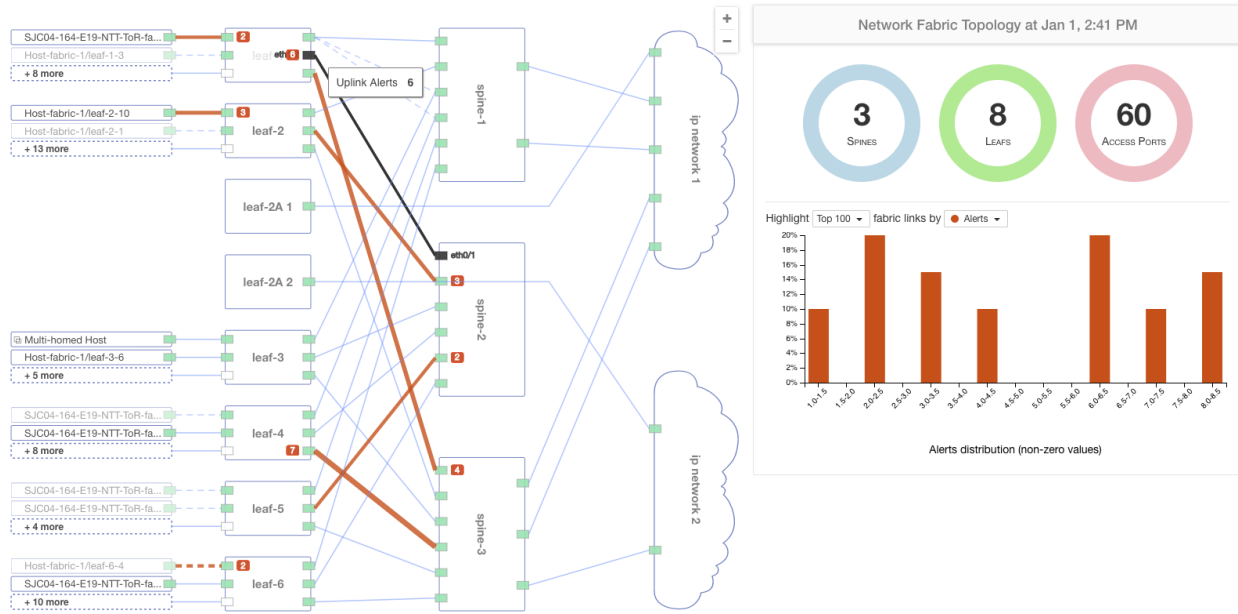 SJC04-164-E19-NTT-ToR-fa...
Host-fabric-1/leaf-1-3
+ 8 more
2
eth
6
Uplink Alerts 6
Host-fabric-1/leaf-2-10
Host-fabric-1/leaf-2-1
+ 13 more
3
leaf-2
leaf-2A 1
leaf-2A 2
Multi-homed Host
Host-fabric-1/leaf-3-6
+ 5 more
leaf-3
SJC04-164-E19-NTT-ToR-fa...
SJC04-164-E19-NTT-ToR-fa...
+ 8 more
leaf-4
7
SJC04-164-E19-NTT-ToR-fa...
SJC04-164-E19-NTT-ToR-fa...
+ 4 more
leaf-5
Host-fabric-1/leaf-6-4
SJC04-164-E19-NTT-ToR-fa...
+ 10 more
2
leaf-6
spine-1
eth0/1
3
spine-2
2
4
spine-3
ip network 1
ip network 2
+
−
Network Fabric Topology at Jan 1, 2:41 PM
3
Spines
8
Leafs
60
Access Ports
Highlight Top 100 fabric links by Alerts
20%
18%
16%
14%
12%
10%
8%
6%
4%
2%
0%
1.0-1.5
1.5-2.0
2.0-2.5
2.5-3.0
3.0-3.5
3.5-4.0
4.0-4.5
4.5-5.0
5.0-5.5
5.5-6.0
6.0-6.5
6.5-7.0
7.0-7.5
7.5-8.0
8.0-8.5
Alerts distribution (non-zero values)